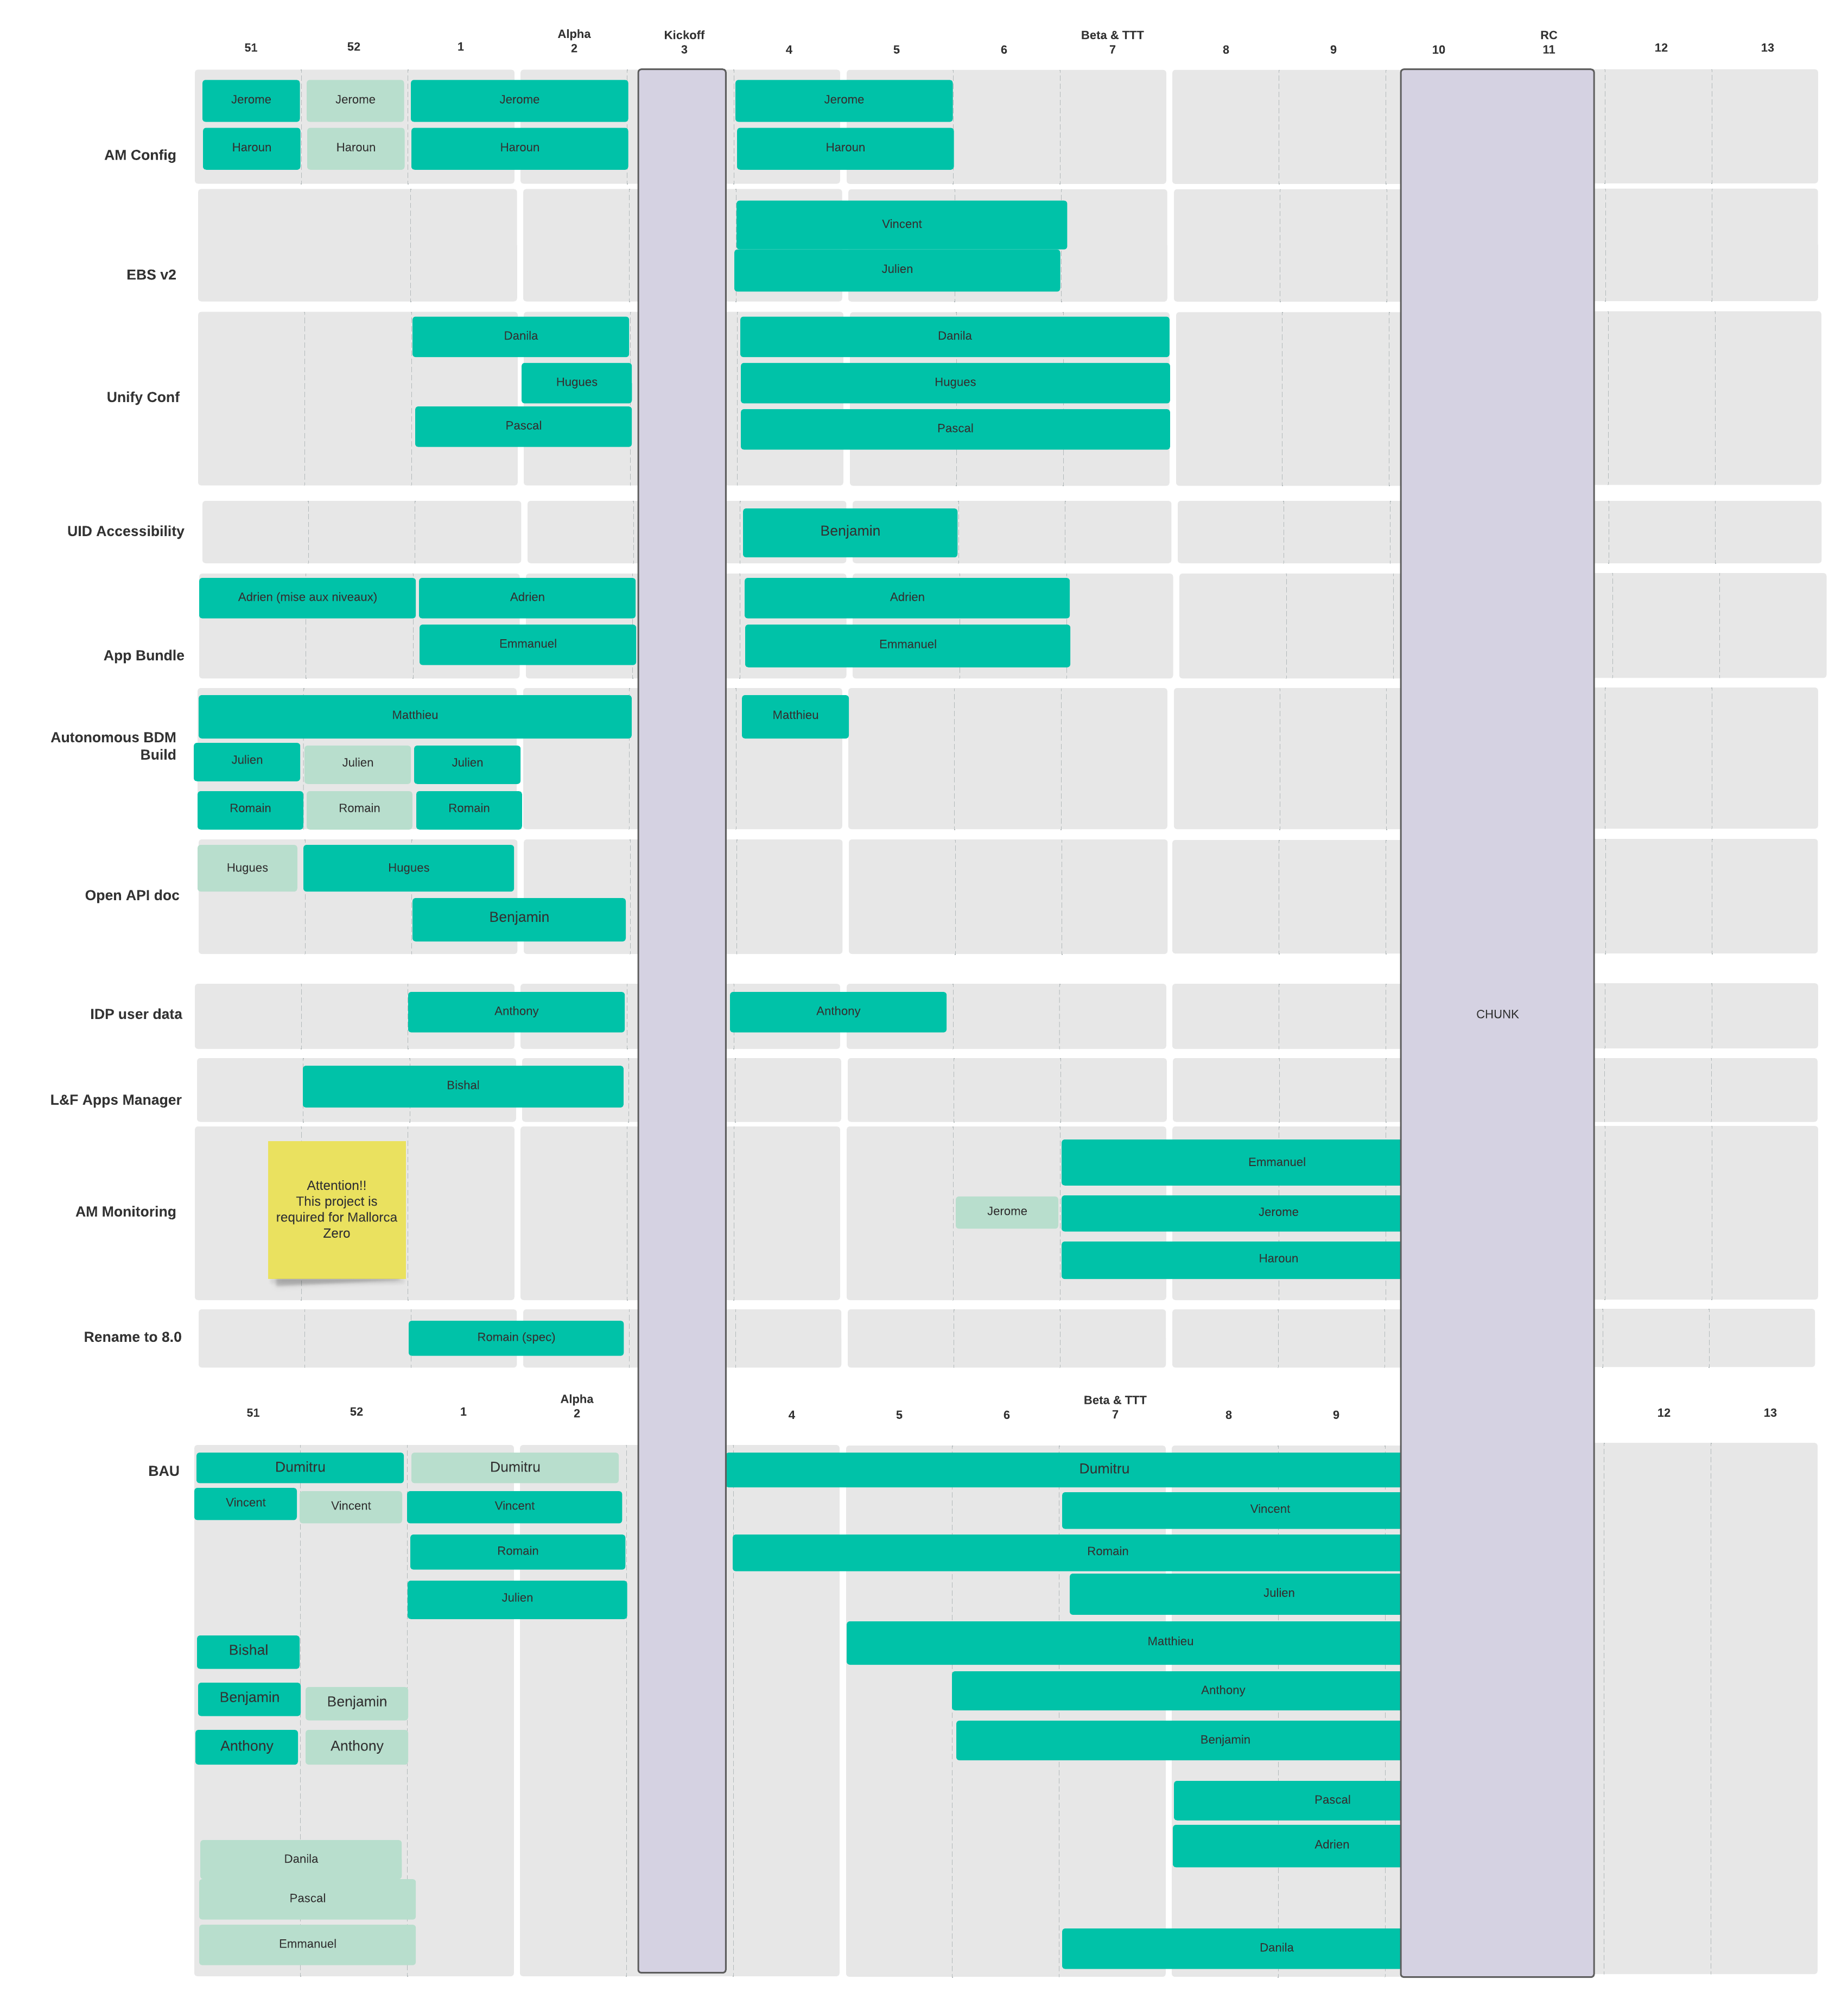 Alpha
Kickoff
Beta & TTT
RC
51
52
1
2
3
4
5
6
7
8
9
10
11
12
13
AM Config
Jerome
Jerome
Jerome
Jerome
Haroun
Haroun
Haroun
Haroun
EBS v2
Vincent
Julien
Unify Conf
Danila
Danila
Hugues
Hugues
Pascal
Pascal
UID Accessibility
Benjamin
App Bundle
Adrien (mise aux niveaux)
Adrien
Adrien
Emmanuel
Emmanuel
Autonomous BDM
Build
Matthieu
Matthieu
Julien
Julien
Julien
Romain
Romain
Romain
Open API doc
Hugues
Hugues
Benjamin
IDP user data
Anthony
Anthony
CHUNK
L&F Apps Manager
Bishal
AM Monitoring
Attention!!
This project is
required for Mallorca
Zero
Emmanuel
Jerome
Jerome
Haroun
Rename to 8.0
Romain (spec)
Alpha
Beta & TTT
51
52
1
2
4
5
6
7
8
9
12
13
BAU
Dumitru
Dumitru
Dumitru
Vincent
Vincent
Vincent
Vincent
Romain
Romain
Julien
Julien
Bishal
Matthieu
Benjamin
Benjamin
Anthony
Anthony
Anthony
Benjamin
Pascal
Danila
Adrien
Pascal
Emmanuel
Danila